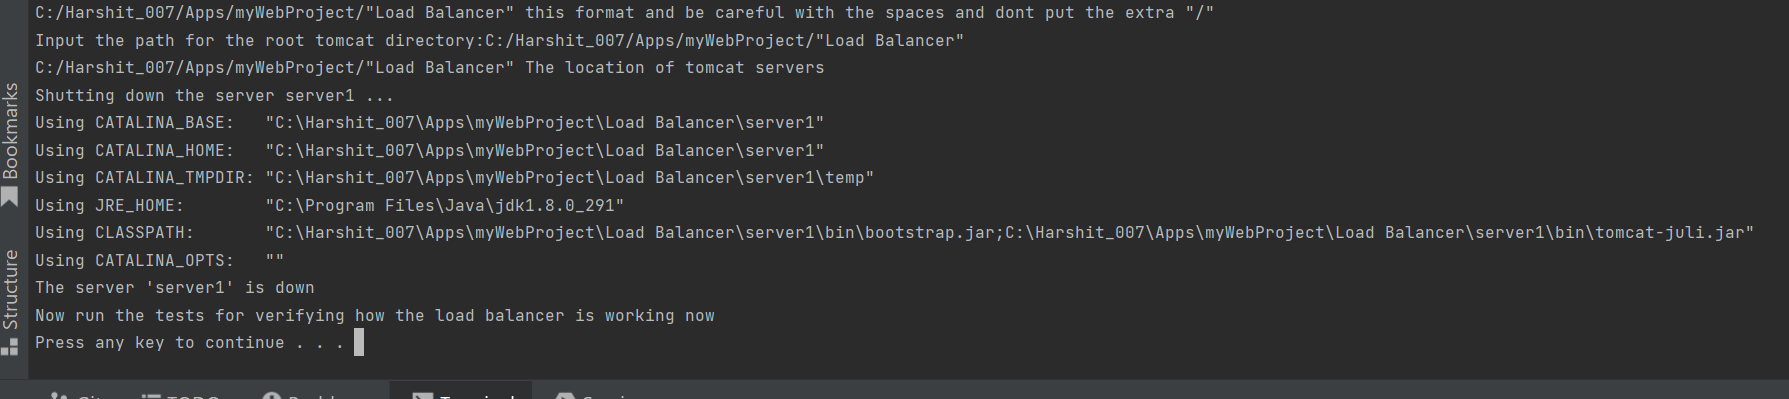 C:/Harshit_007/Apps/myWebProject/"Load Balancer" this format and be careful with the spaces and dont put the extra "/"
Input the path for the root tomcat directory:C:/Harshit_007/Apps/myWebProject/"Load Balancer"
C:/Harshit_007/Apps/myWebProject/"Load Balancer" The location of tomcat servers
Shutting down the server server1 ...
Using CATALINA_BASE:   "C:\Harshit_007\Apps\myWebProject\Load Balancer\server1"
Using CATALINA_HOME:   "C:\Harshit_007\Apps\myWebProject\Load Balancer\server1"
Using CATALINA_TMPDIR: "C:\Harshit_007\Apps\myWebProject\Load Balancer\server1\temp"
Using JRE_HOME:        "C:\Program Files\Java\jdk1.8.0_291"
Using CLASSPATH:       "C:\Harshit_007\Apps\myWebProject\Load Balancer\server1\bin\bootstrap.jar;C:\Harshit_007\Apps\myWebProject\Load Balancer\server1\bin\tomcat-juli.jar"
Using CATALINA_OPTS:   ""
The server 'server1' is down
Now run the tests for verifying how the load balancer is working now
Press any key to continue . . .
Bookmarks
Structure